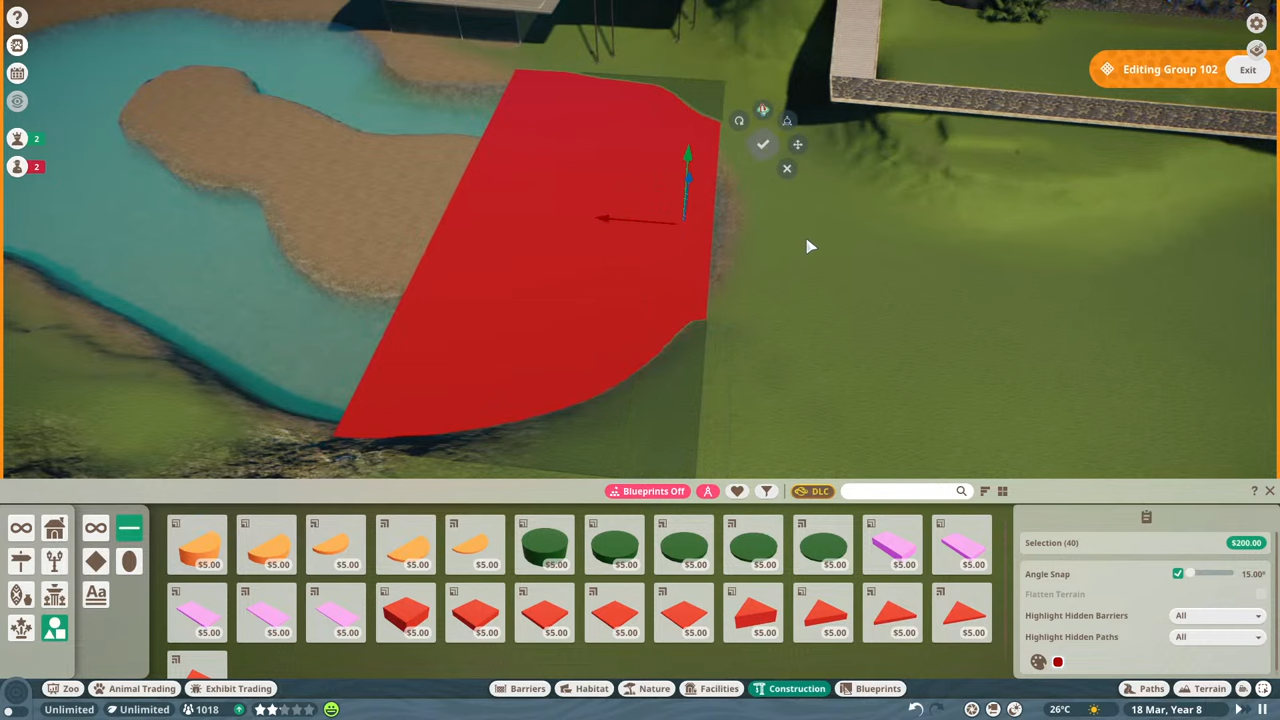 ?
Editing Group 102
Exit
2
2
Blueprints Off
DLC
?
$5.00 $5.00 $5.00 $5.00 $5.00 $5.00 $5.00 $5.00 $5.00 $5.00 $5.00 $5.00
$5.00 $5.00 $5.00 $5.00 $5.00 $5.00 $5.00 $5.00 $5.00 $5.00 $5.00 $5.00
Aa
Selection (40)
$200.00
Angle Snap
15.00°
Flatten Terrain
Highlight Hidden Barriers
All
Highlight Hidden Paths
All
Zoo
Animal Trading
Exhibit Trading
Barriers
Habitat
Nature
Facilities
Construction
Blueprints
Paths
Terrain
Unlimited
Unlimited
1018
26°C
18 Mar, Year 8